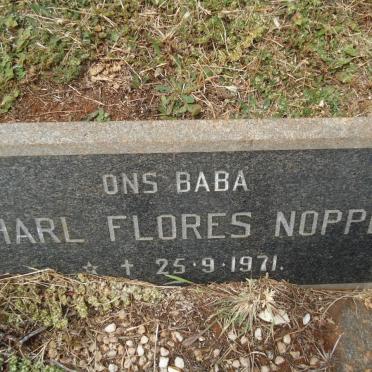 ONS BABA
HARL FLORES NOPP
☆ † 25.9.1971.